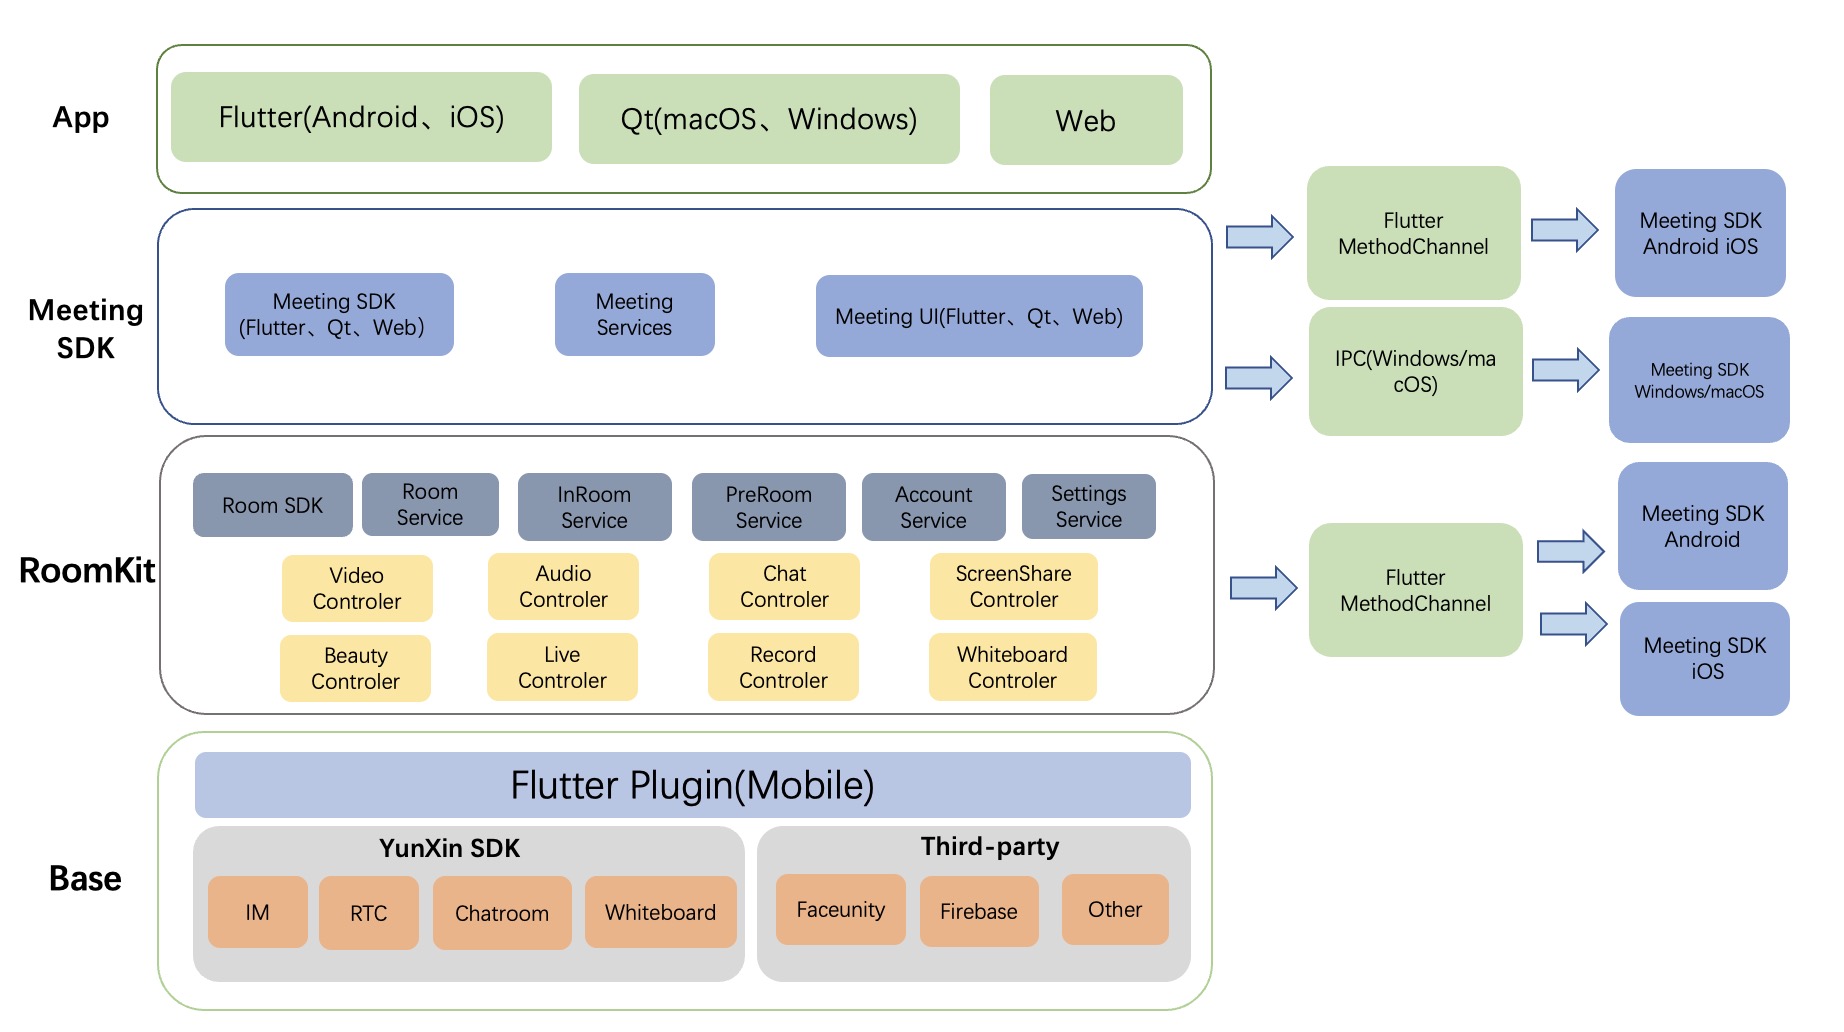 App
Flutter(Android、iOS)
Qt(macOS、Windows)
Web
Meeting
SDK
Meeting SDK
(Flutter、Qt、Web）
Meeting
Services
Meeting UI(Flutter、Qt、Web)
Flutter
MethodChannel
Meeting SDK
Android iOS
IPC(Windows/ma
cOS)
Meeting SDK
Windows/macOS
RoomKit
Room SDK
Room
Service
InRoom
Service
PreRoom
Service
Account
Service
Settings
Service
Video
Controler
Audio
Controler
Chat
Controler
ScreenShare
Controler
Beauty
Controler
Live
Controler
Record
Controler
Whiteboard
Controler
Flutter
MethodChannel
Meeting SDK
Android
Meeting SDK
iOS
Base
Flutter Plugin(Mobile)
YunXin SDK
IM
RTC
Chatroom
Whiteboard
Third-party
Faceunity
Firebase
Other